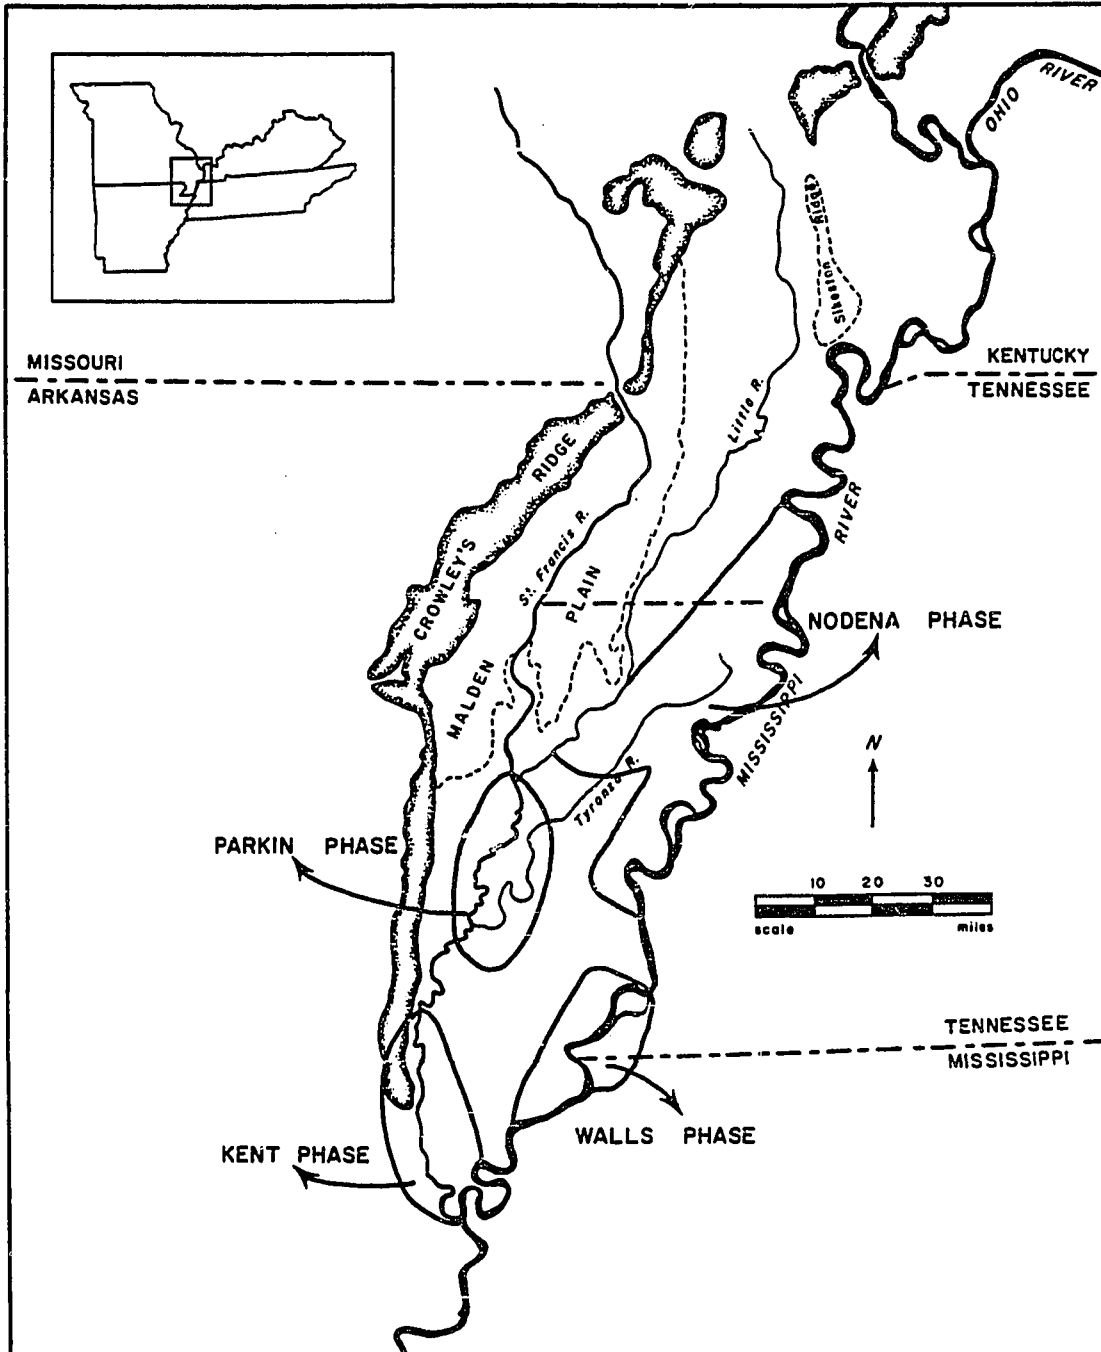 OHIO RIVER
Sikeston Ridge
MISSOURI
ARKANSAS
KENTUCKY
TENNESSEE
CROWLEY'S RIDGE
Little R.
St. Francis R.
MALDEN PLAIN
MISSISSIPPI RIVER
NODENA PHASE
N
Tyronza R.
PARKIN PHASE
10 20 30
scale miles
TENNESSEE
MISSISSIPPI
WALLS PHASE
KENT PHASE